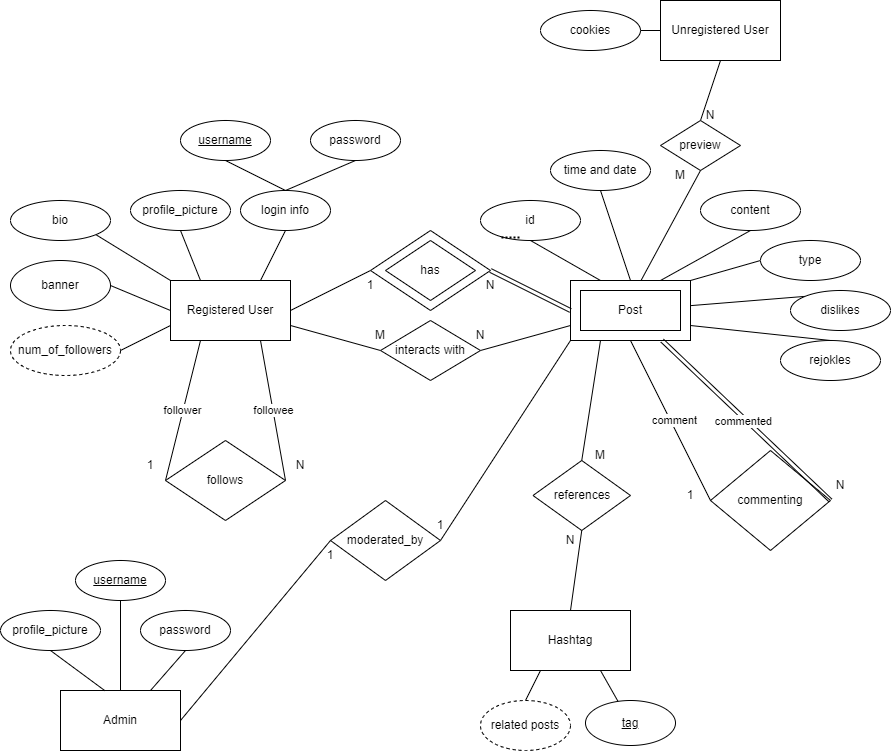 cookies
Unregistered User
N
preview
M
username
password
time and date
bio
profile_picture
login info
id
.....
content
type
banner
has
1
N
Registered User
Post
dislikes
num_of_followers
M
N
interacts with
rejokles
follower
followee
comment
commented
1
N
follows
M
references
N
1
N
commenting
moderated_by
1
1
username
profile_picture
password
Hashtag
Admin
related posts
tag